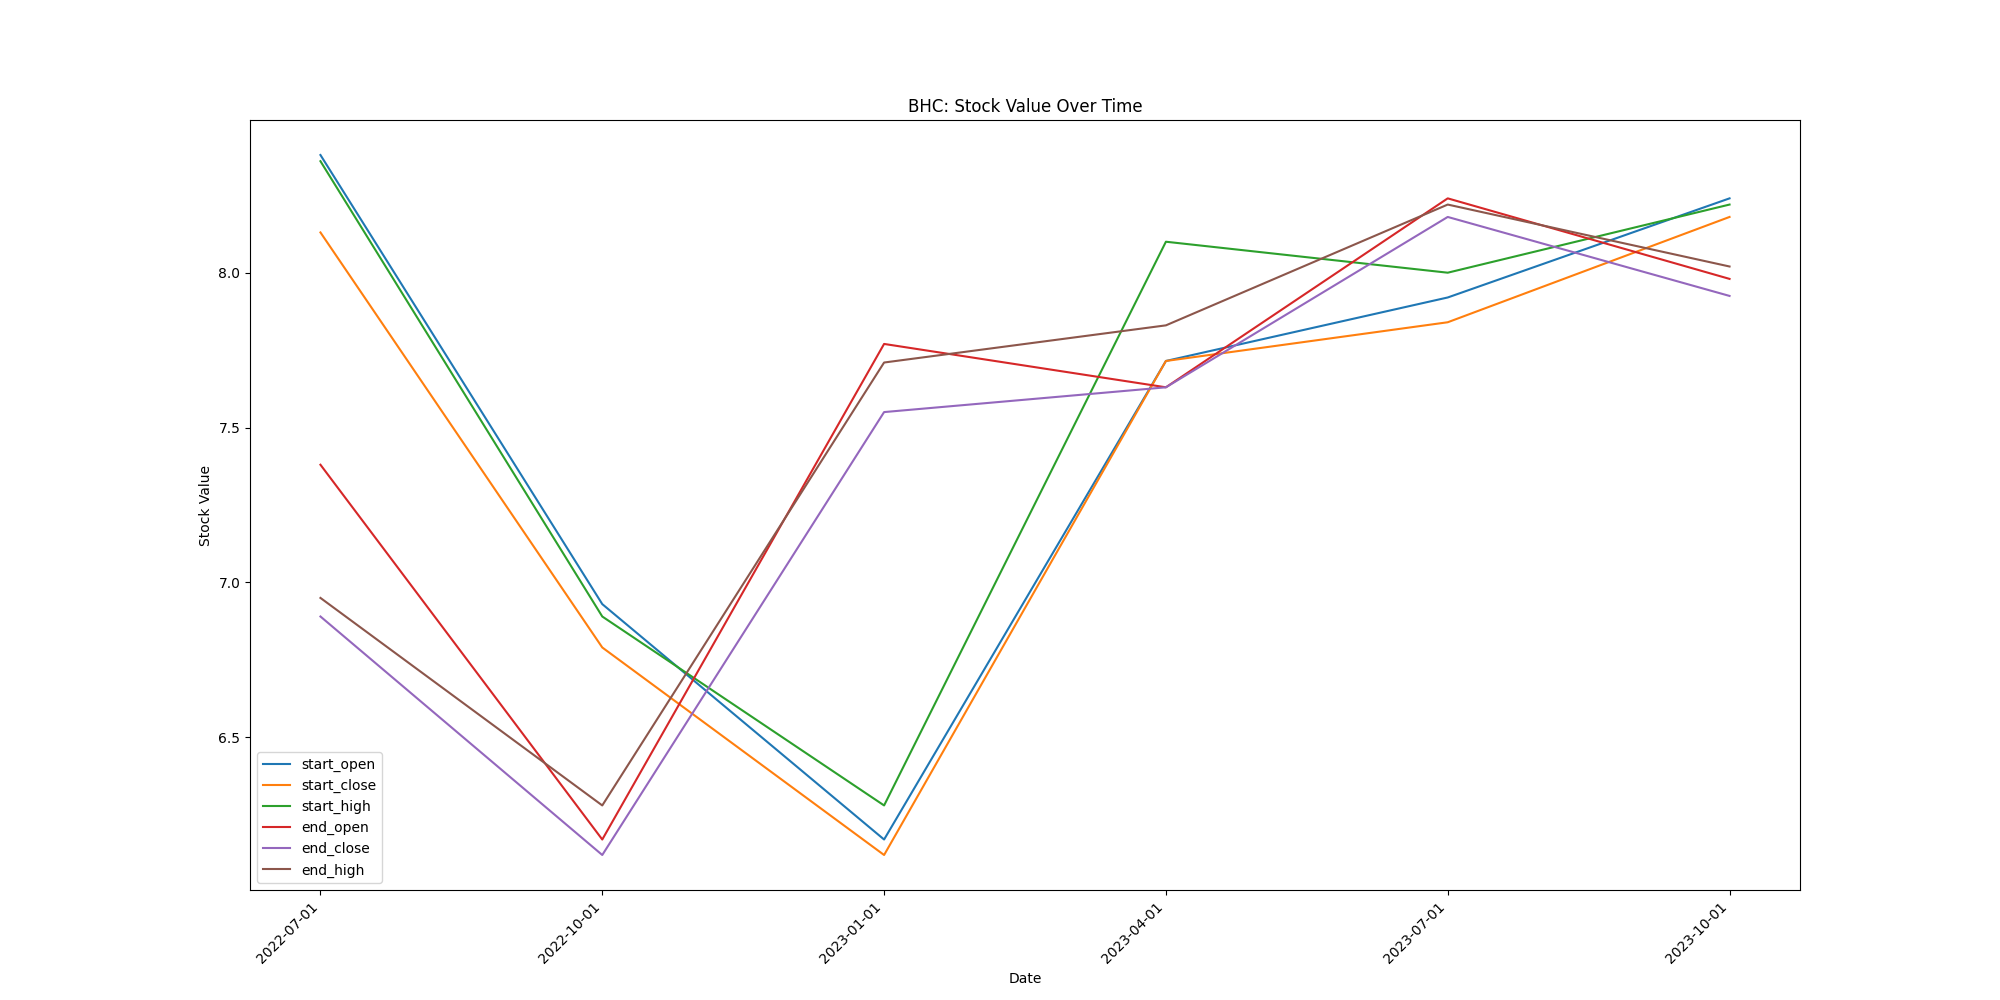 BHC: Stock Value Over Time
Stock Value
8.0
7.5
7.0
6.5
start_open
start_close
start_high
end_open
end_close
end_high
2022-07-01
2022-10-01
2023-01-01
2023-04-01
2023-07-01
2023-10-01
Date